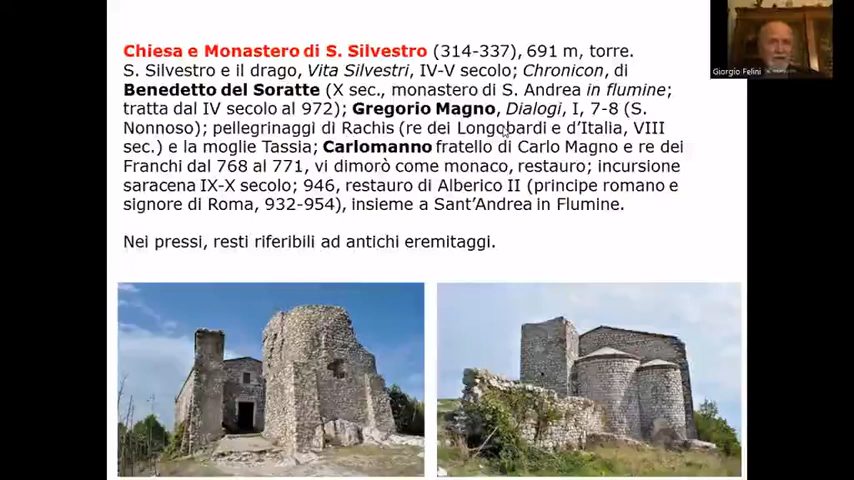 Chiesa e Monastero di S. Silvestro (314-337), 691 m, torre.
S. Silvestro e il drago, Vita Silvestri, IV-V secolo; Chronicon, di
Benedetto del Soratte (X sec., monastero di S. Andrea in flumine;
tratta dal IV secolo al 972); Gregorio Magno, Dialogi, I, 7-8 (S.
Nonnoso); pellegrinaggi di Rachis (re dei Longobardi e d'Italia, VIII
sec.) e la moglie Tassia; Carlomanno fratello di Carlo Magno e re dei
Franchi dal 768 al 771, vi dimorò come monaco, restauro; incursione
saracena IX-X secolo; 946, restauro di Alberico II (principe romano e
signore di Roma, 932-954), insieme a Sant'Andrea in Flumine.
Nei pressi, resti riferibili ad antichi eremitaggi.
Giorgio Felini